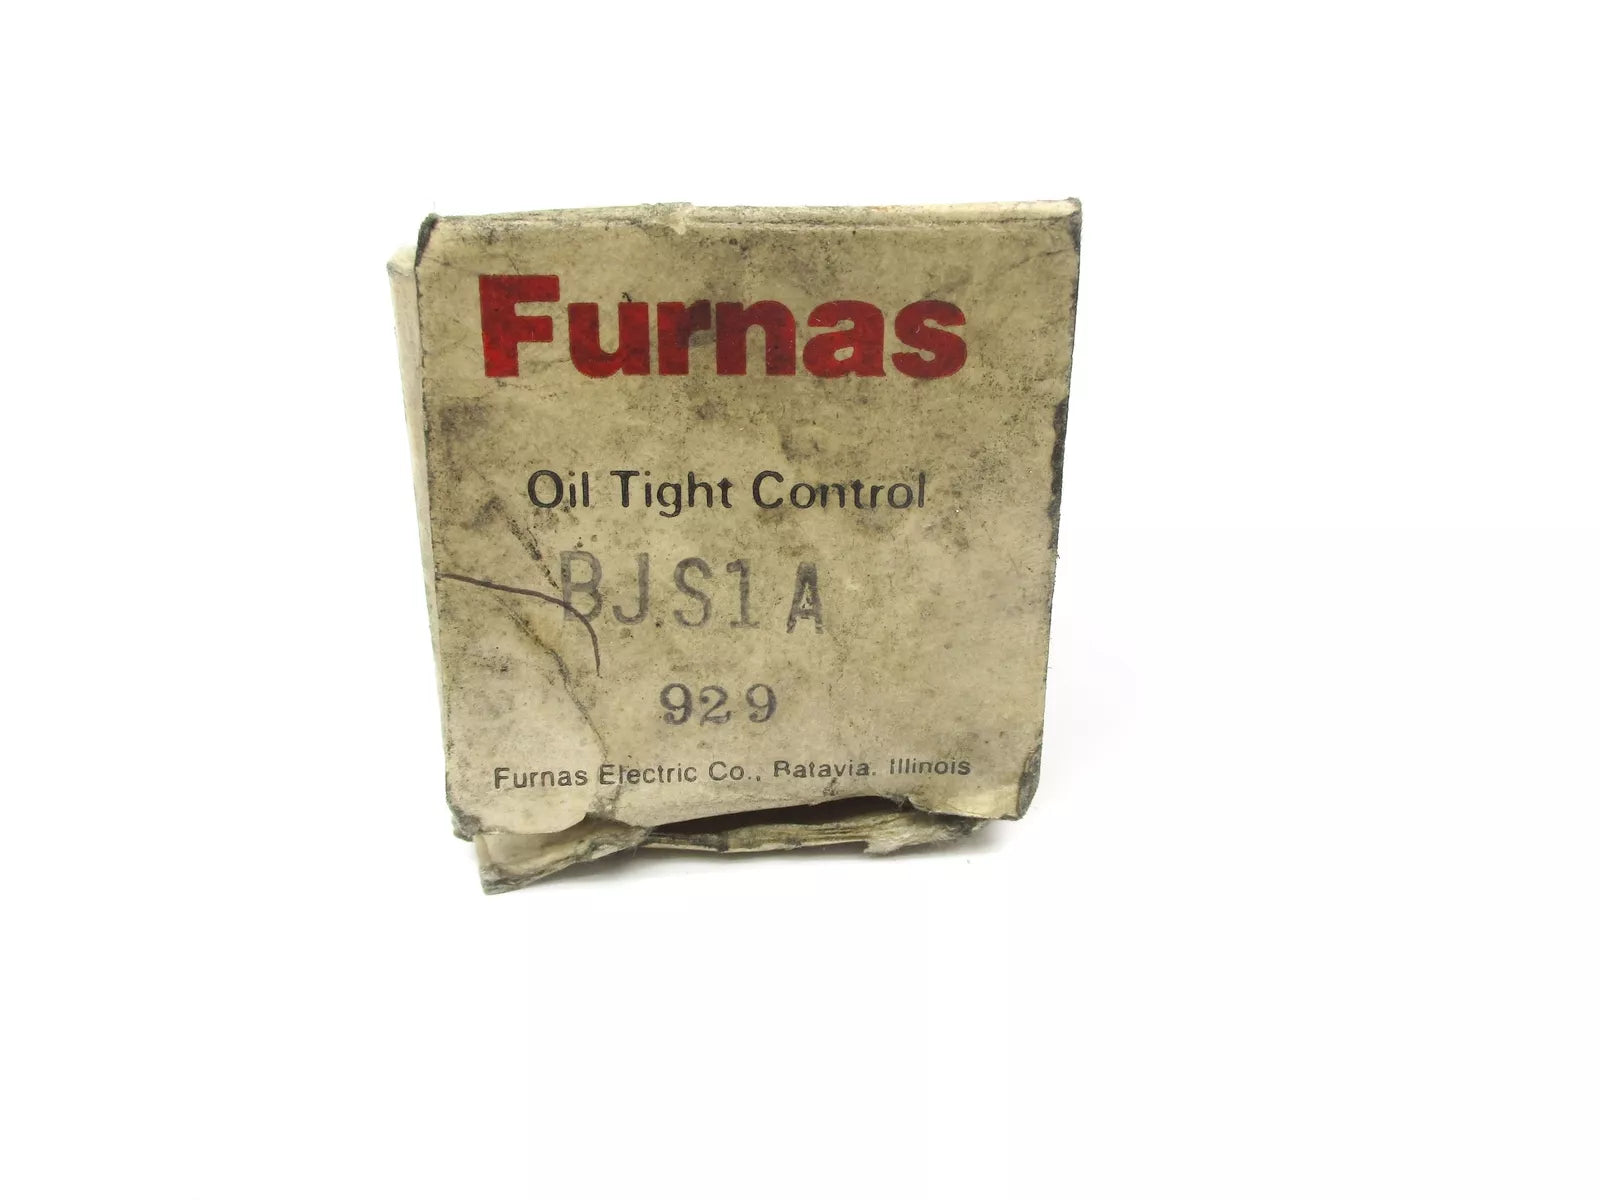 Furnas
Oil Tight Control
BJS1A
929
Furnas Electric Co., Batavia, Illinois